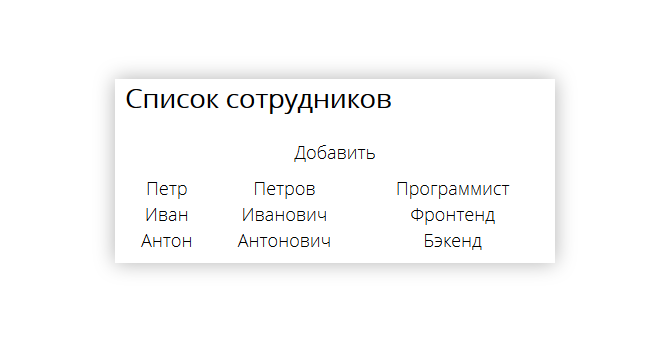 Список сотрудников
Добавить
Петр Петров Программист
Иван Иванович Фронтенд
Антон Антонович Бэкенд